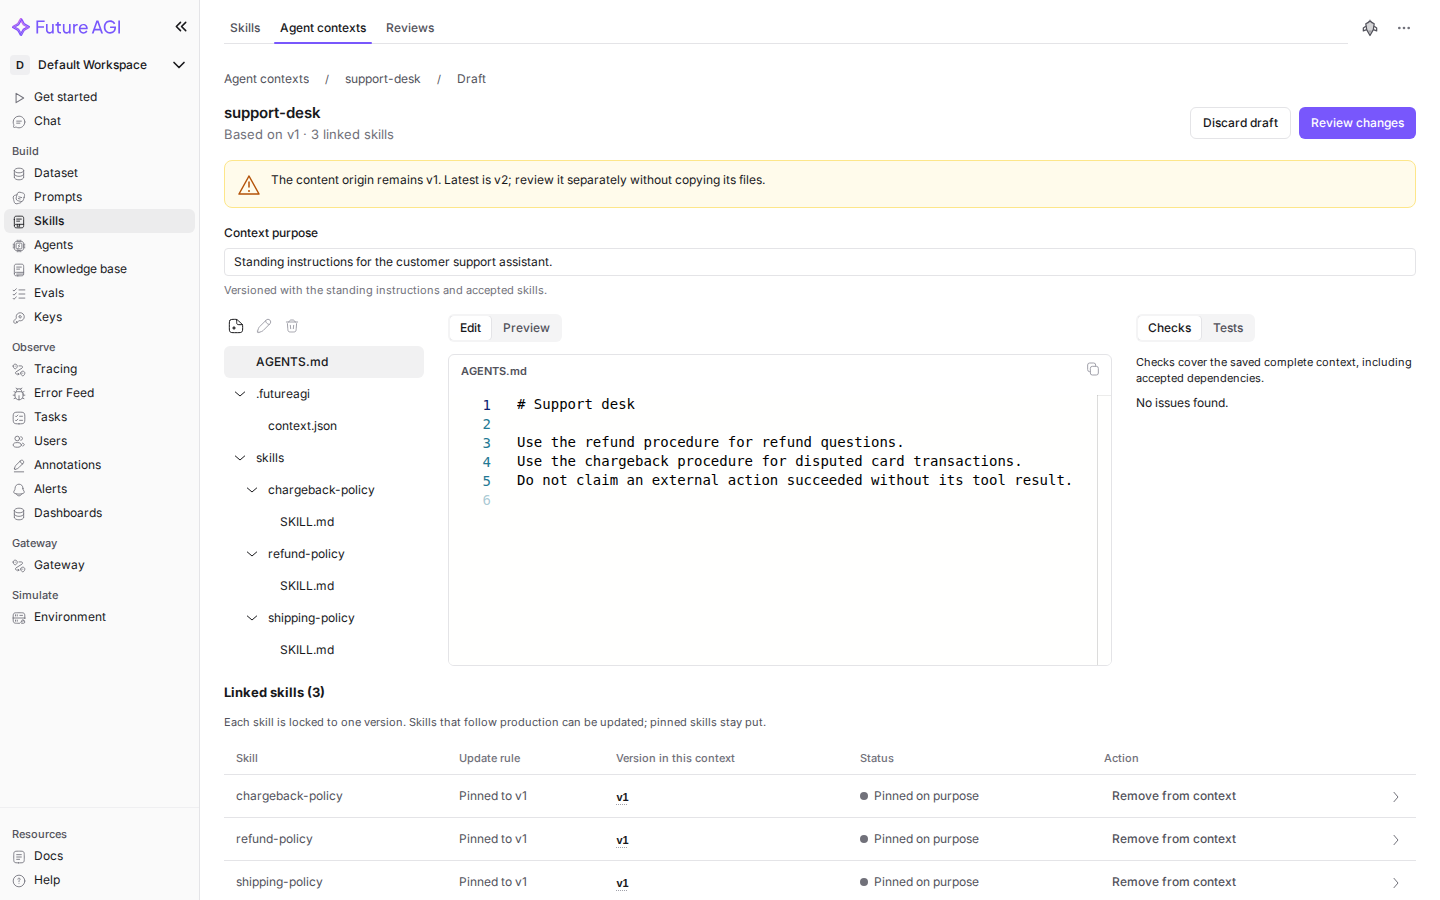 Future AGI
D Default Workspace
Get started
Chat
Build
Dataset
Prompts
Skills
Agents
Knowledge base
Evals
Keys
Observe
Tracing
Error Feed
Tasks
Users
Annotations
Alerts
Dashboards
Gateway
Gateway
Simulate
Environment
Resources
Docs
Help
Skills Agent contexts Reviews
Agent contexts / support-desk / Draft
support-desk
Based on v1 · 3 linked skills
Discard draft Review changes
The content origin remains v1. Latest is v2; review it separately without copying its files.
Context purpose
Standing instructions for the customer support assistant.
Versioned with the standing instructions and accepted skills.
AGENTS.md
.futureagi
context.json
skills
chargeback-policy
SKILL.md
refund-policy
SKILL.md
shipping-policy
SKILL.md
Edit Preview
AGENTS.md
1 # Support desk
2
3 Use the refund procedure for refund questions.
4 Use the chargeback procedure for disputed card transactions.
5 Do not claim an external action succeeded without its tool result.
6
Checks Tests
Checks cover the saved complete context, including
accepted dependencies.
No issues found.
Linked skills (3)
Each skill is locked to one version. Skills that follow production can be updated; pinned skills stay put.
Skill Update rule Version in this context Status Action
chargeback-policy Pinned to v1 v1 Pinned on purpose Remove from context
refund-policy Pinned to v1 v1 Pinned on purpose Remove from context
shipping-policy Pinned to v1 v1 Pinned on purpose Remove from context